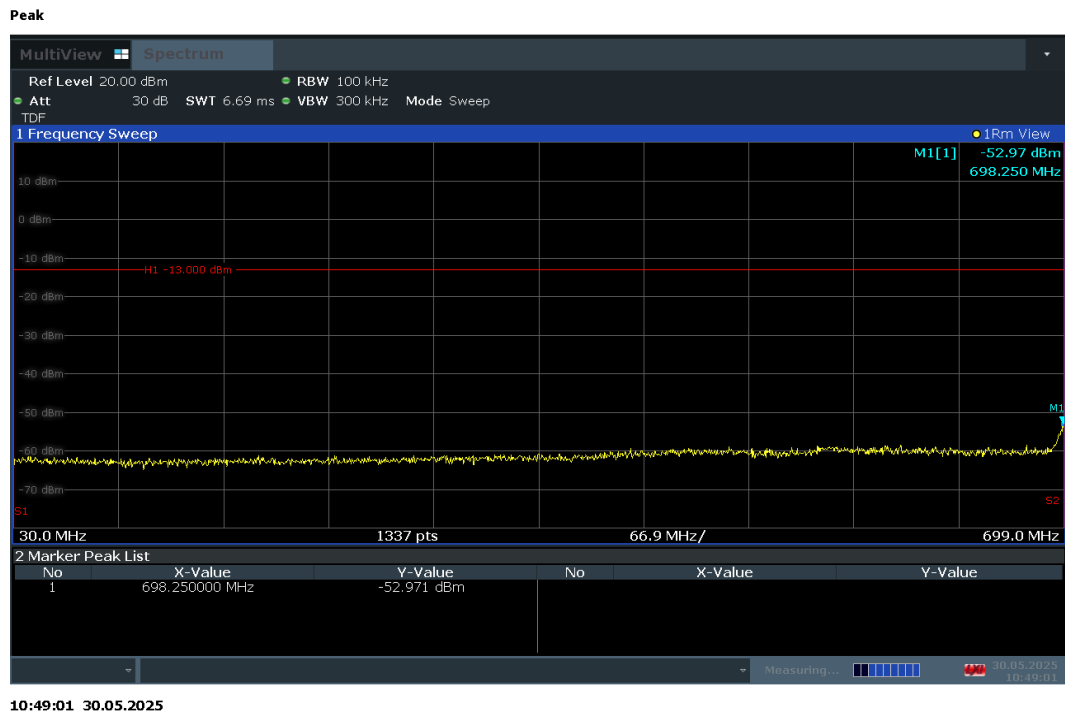 Peak
MultiView Spectrum
Ref Level 20.00 dBm RBW 100 kHz
Att 30 dB SWT 6.69 ms VBW 300 kHz Mode Sweep
TDF
1 Frequency Sweep 1Rm View
M1[1] -52.97 dBm
698.250 MHz
10 dBm
0 dBm
-10 dBm
H1 -13.000 dBm
-20 dBm
-30 dBm
-40 dBm
-50 dBm
M1
-60 dBm
-70 dBm
S2
S1
30.0 MHz 1337 pts 66.9 MHz/ 699.0 MHz
2 Marker Peak List
No X-Value Y-Value No X-Value Y-Value
1 698.250000 MHz -52.971 dBm
Measuring... 30.05.2025
10:49:01
10:49:01 30.05.2025